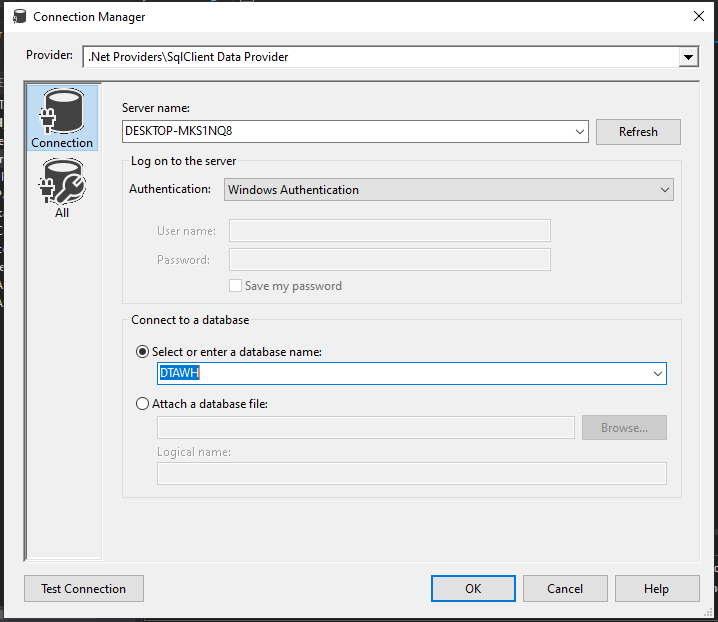 Connection Manager
Provider: .Net Providers\SqlClient Data Provider
Connection
All
Server name:
DESKTOP-MKS1NQ8
Refresh
Log on to the server
Authentication: Windows Authentication
User name:
Password:
Save my password
Connect to a database
Select or enter a database name:
DTAWH
Attach a database file:
Browse...
Logical name:
Test Connection
OK
Cancel
Help